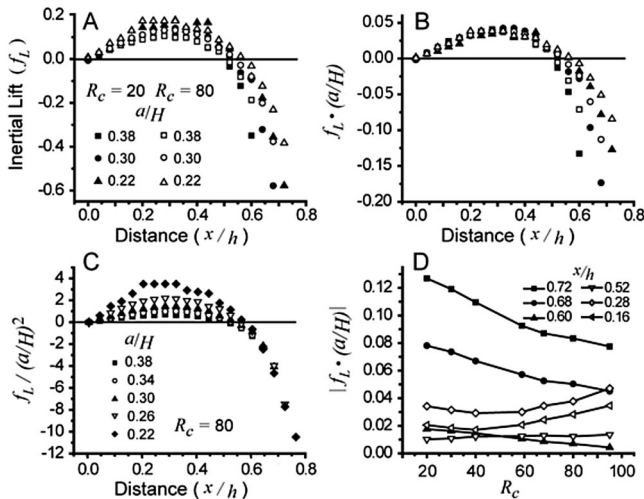 A
0.2
0.0
-0.2
-0.4
-0.6
Inertial Lift (f_L)
R_c = 20 R_c = 80
a/H
0.38 0.38
0.30 0.30
0.22 0.22
0.0 0.2 0.4 0.6 0.8
Distance ( x/h )
B
0.05
0.00
-0.05
-0.10
-0.15
-0.20
f_L•(a/H)
0.0 0.2 0.4 0.6 0.8
Distance ( x/h )
C
4
2
0
-2
-4
-6
-8
-10
-12
f_L/(a/H)²
a/H
0.38
0.34
0.30
0.26
0.22
R_c = 80
0.0 0.2 0.4 0.6 0.8
Distance ( x/h )
D
x/h
0.72 0.52
0.68 0.28
0.60 0.16
0.12
0.10
0.08
0.06
0.04
0.02
0.00
|f_L•(a/H)|
20 40 60 80 100
R_c